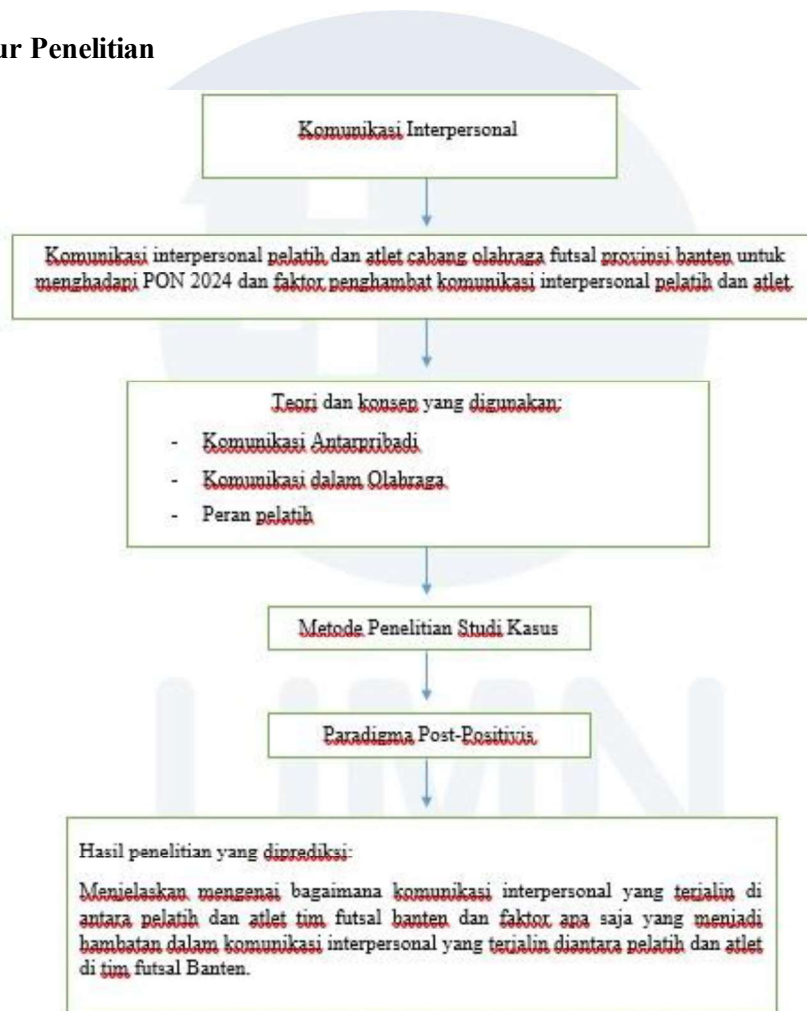 ur Penelitian
Komunikasi Interpersonal
Komunikasi interpersonal pelatih dan atlet cabang olahraga futsal provinsi banten untuk
menghadapi PON 2024 dan faktor penghambat komunikasi interpersonal pelatih dan atlet.
Teori dan konsep yang digunakan:
- Komunikasi Antarpribadi
- Komunikasi dalam Olahraga
- Peran pelatih
Metode Penelitian Studi Kasus
Paradigma Post-Positivis
Hasil penelitian yang diprediksi:
Menjelaskan mengenai bagaimana komunikasi interpersonal yang terjalin di
antara pelatih dan atlet tim futsal banten dan faktor apa saja yang menjadi
hambatan dalam komunikasi interpersonal yang terjalin diantara pelatih dan atlet
di tim futsal Banten.
UMN